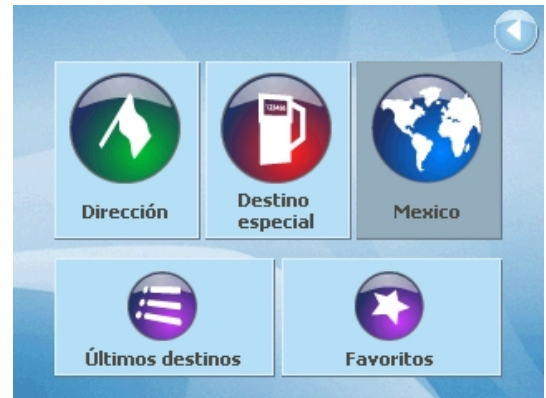 Dirección
Destino
especial
Mexico
Últimos destinos
Favoritos